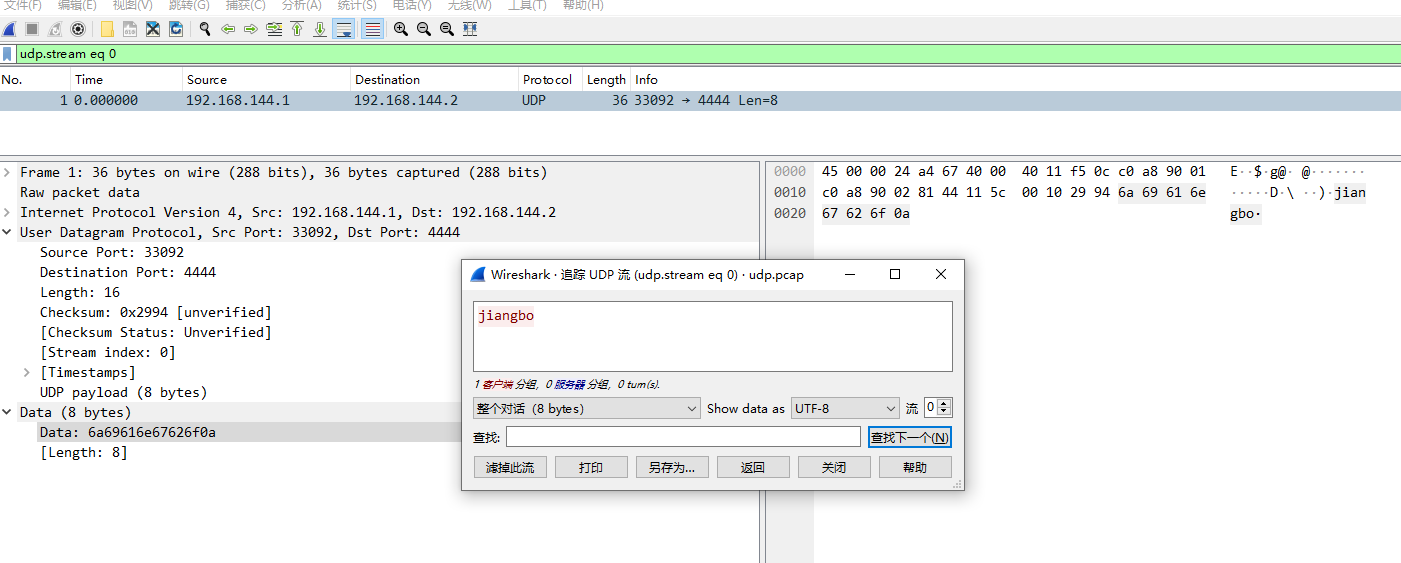 文件(F) 编辑(E) 视图(V) 跳转(G) 捕获(C) 分析(A) 统计(S) 电话(Y) 无线(W) 工具(T) 帮助(H)
udp.stream eq 0
No. Time Source Destination Protocol Length Info
1 0.000000 192.168.144.1 192.168.144.2 UDP 36 33092 → 4444 Len=8
Frame 1: 36 bytes on wire (288 bits), 36 bytes captured (288 bits)
Raw packet data
Internet Protocol Version 4, Src: 192.168.144.1, Dst: 192.168.144.2
User Datagram Protocol, Src Port: 33092, Dst Port: 4444
Source Port: 33092
Destination Port: 4444
Length: 16
Checksum: 0x2994 [unverified]
[Checksum Status: Unverified]
[Stream index: 0]
[Timestamps]
UDP payload (8 bytes)
Data (8 bytes)
Data: 6a69616e67626f0a
[Length: 8]
0000 45 00 00 24 a4 67 40 00 40 11 f5 0c c0 a8 90 01 E··$·g@· @·······
0010 c0 a8 90 02 81 44 11 5c 00 10 29 94 6a 69 61 6e ·····D·\ ··)·jian
0020 67 62 6f 0a gbo·
Wireshark · 追踪 UDP 流 (udp.stream eq 0) · udp.pcap
jiangbo
1 客户端 分组, 0 服务器 分组, 0 turn(s).
整个对话 (8 bytes) Show data as UTF-8 流 0
查找: 查找下一个(N)
滤掉此流 打印 另存为… 返回 关闭 帮助